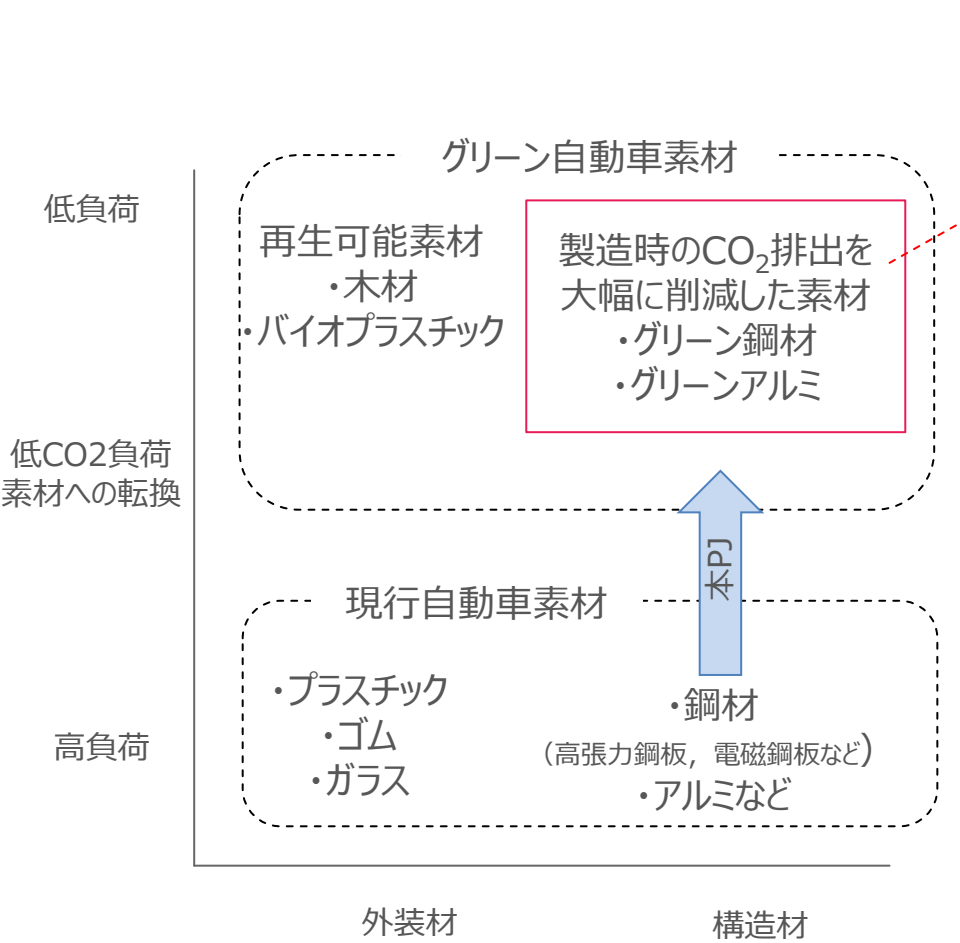 グリーン自動車素材
低負荷
再生可能素材
・木材
・バイオプラスチック
製造時のCO₂排出を
大幅に削減した素材
・グリーン鋼材
・グリーンアルミ
低CO2負荷
素材への転換
本PJ
現行自動車素材
高負荷
・プラスチック
・ゴム
・ガラス
・鋼材
（高張力鋼板，電磁鋼板など）
・アルミなど
外装材
構造材